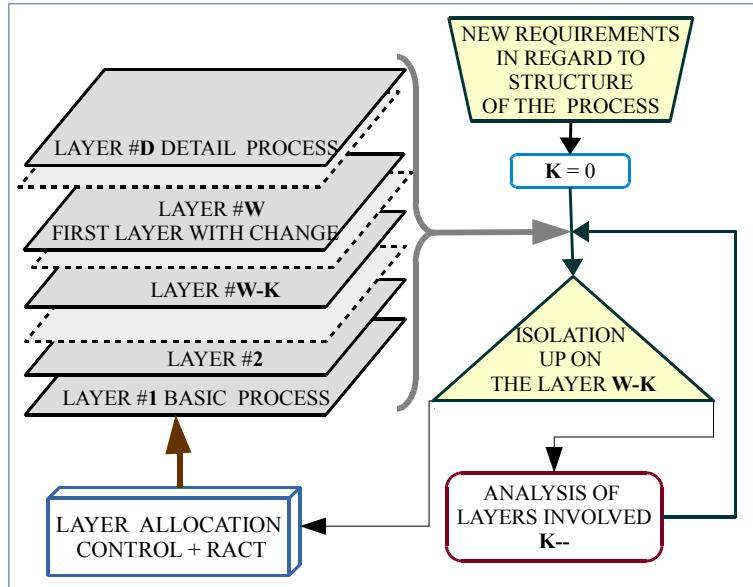 NEW REQUIREMENTS
IN REGARD TO
STRUCTURE
OF THE PROCESS
K = 0
LAYER #D DETAIL PROCESS
LAYER #W
FIRST LAYER WITH CHANGE
LAYER #W-K
LAYER #2
LAYER #1 BASIC PROCESS
ISOLATION
UP ON
THE LAYER W-K
ANALYSIS OF
LAYERS INVOLVED
K--
LAYER ALLOCATION
CONTROL + RACT